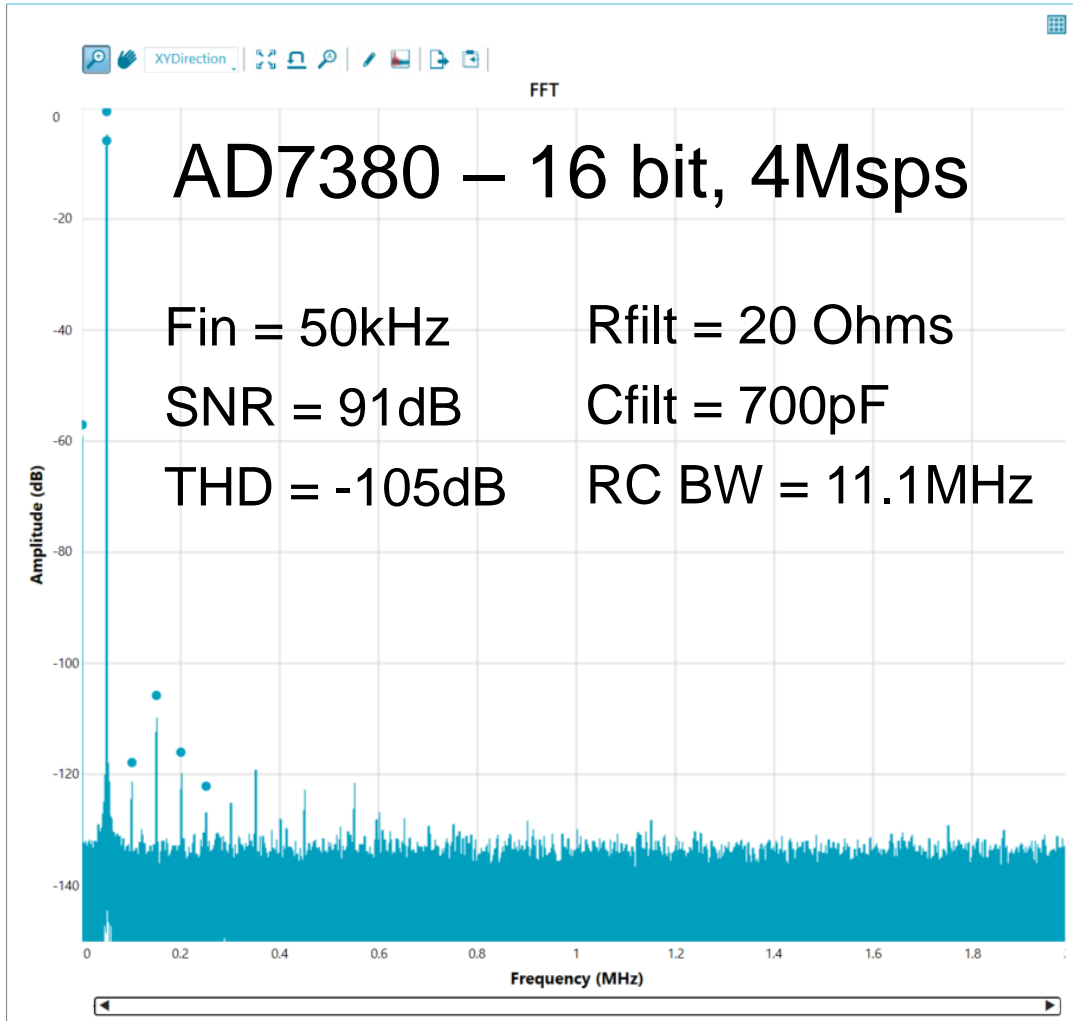 XYDirection
FFT
AD7380 – 16 bit, 4Msps
Fin = 50kHz
Rfilt = 20 Ohms
SNR = 91dB
Cfilt = 700pF
THD = -105dB
RC BW = 11.1MHz
Amplitude (dB)
0
-20
-40
-60
-80
-100
-120
-140
0 0.2 0.4 0.6 0.8 1 1.2 1.4 1.6 1.8
Frequency (MHz)